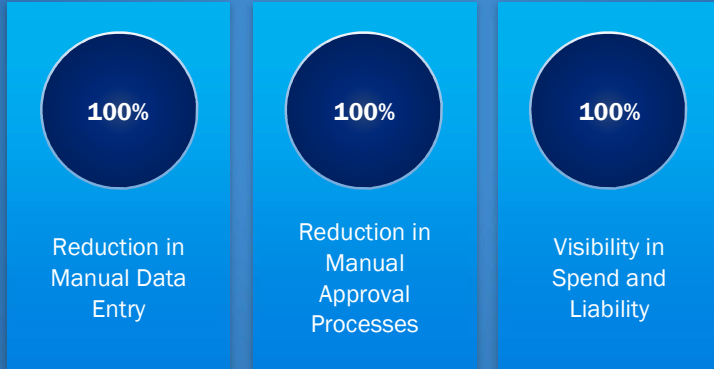 100%
Reduction in
Manual Data
Entry
100%
Reduction in
Manual
Approval
Processes
100%
Visibility in
Spend and
Liability